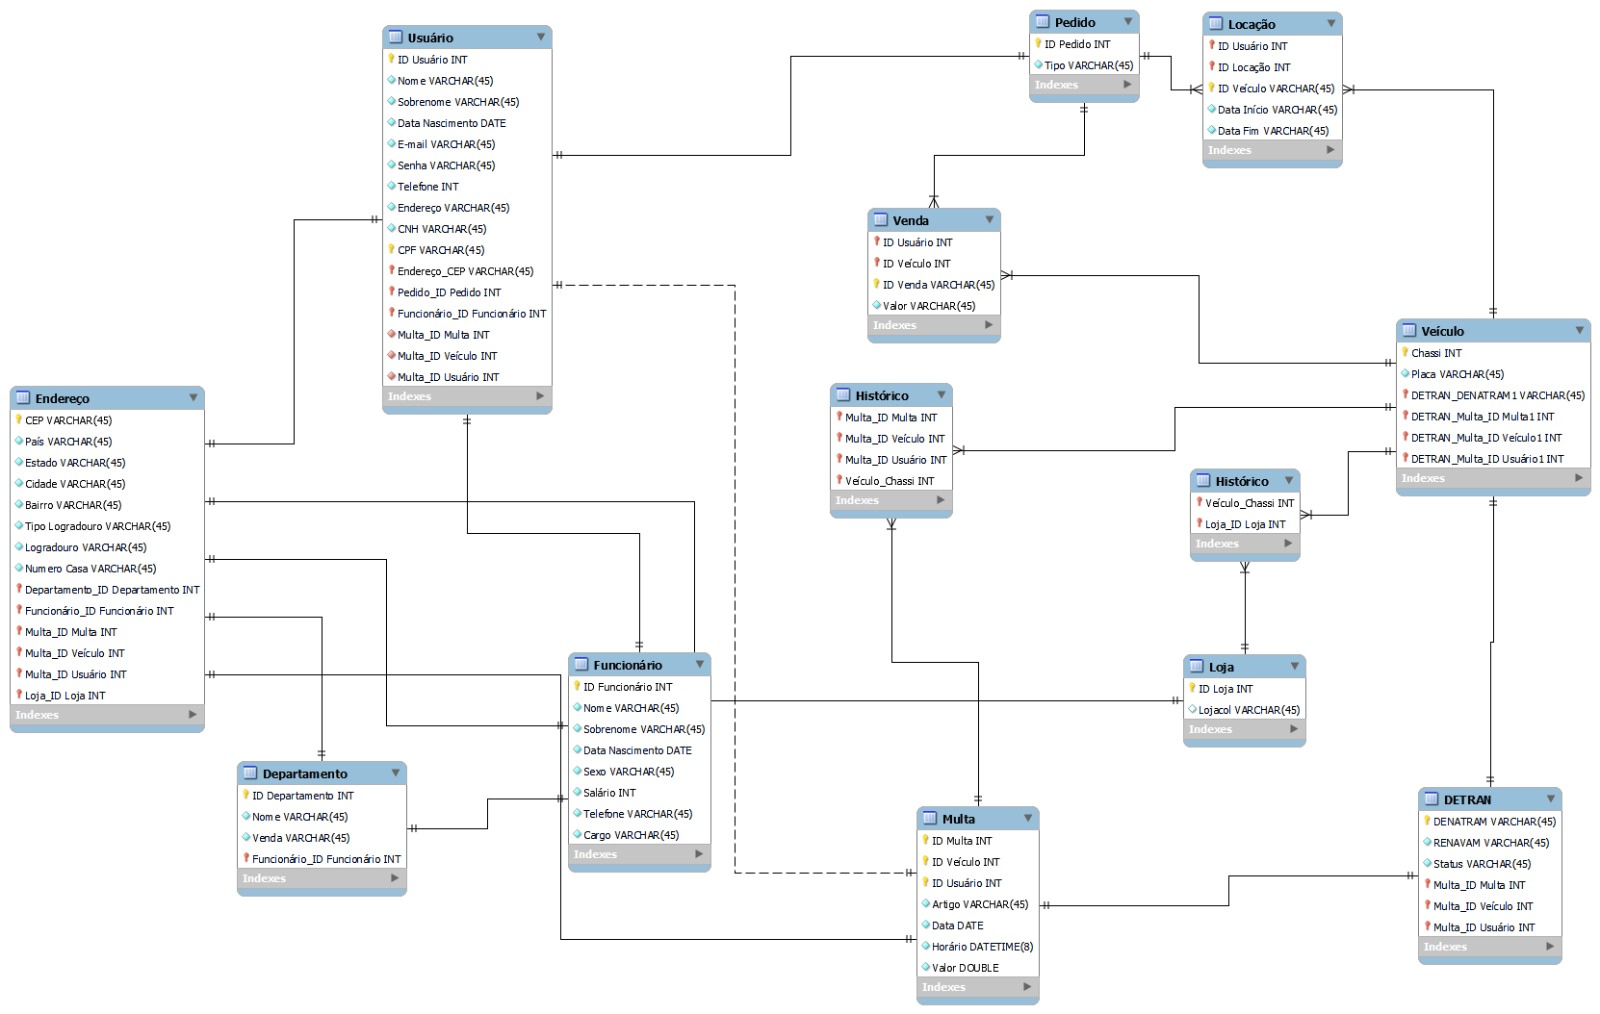 Usuário
ID Usuário INT
Nome VARCHAR(45)
Sobrenome VARCHAR(45)
Data Nascimento DATE
E-mail VARCHAR(45)
Senha VARCHAR(45)
Telefone INT
Endereço VARCHAR(45)
CNH VARCHAR(45)
CPF VARCHAR(45)
Endereço_CEP VARCHAR(45)
Pedido_ID Pedido INT
Funcionário_ID Funcionário INT
Multa_ID Multa INT
Multa_ID Veículo INT
Multa_ID Usuário INT
Indexes
Pedido
ID Pedido INT
Tipo VARCHAR(45)
Indexes
Locação
ID Usuário INT
ID Locação INT
ID Veículo VARCHAR(45)
Data Início VARCHAR(45)
Data Fim VARCHAR(45)
Indexes
Venda
ID Usuário INT
ID Veículo INT
ID Venda VARCHAR(45)
Valor VARCHAR(45)
Indexes
Veículo
Chassi INT
Placa VARCHAR(45)
DETRAN_DENATRAM1 VARCHAR(45)
DETRAN_Multa_ID Multa1 INT
DETRAN_Multa_ID Veículo1 INT
DETRAN_Multa_ID Usuário1 INT
Indexes
Endereço
CEP VARCHAR(45)
País VARCHAR(45)
Estado VARCHAR(45)
Cidade VARCHAR(45)
Bairro VARCHAR(45)
Tipo Logradouro VARCHAR(45)
Logradouro VARCHAR(45)
Numero Casa VARCHAR(45)
Departamento_ID Departamento INT
Funcionário_ID Funcionário INT
Multa_ID Multa INT
Multa_ID Veículo INT
Multa_ID Usuário INT
Loja_ID Loja INT
Indexes
Histórico
Multa_ID Multa INT
Multa_ID Veículo INT
Multa_ID Usuário INT
Veículo_Chassi INT
Indexes
Histórico
Veículo_Chassi INT
Loja_ID Loja INT
Indexes
Funcionário
ID Funcionário INT
Nome VARCHAR(45)
Sobrenome VARCHAR(45)
Data Nascimento DATE
Sexo VARCHAR(45)
Salário INT
Telefone VARCHAR(45)
Cargo VARCHAR(45)
Indexes
Loja
ID Loja INT
Lojacol VARCHAR(45)
Indexes
Departamento
ID Departamento INT
Nome VARCHAR(45)
Venda VARCHAR(45)
Funcionário_ID Funcionário INT
Indexes
Multa
ID Multa INT
ID Veículo INT
ID Usuário INT
Artigo VARCHAR(45)
Data DATE
Horário DATETIME(8)
Valor DOUBLE
Indexes
DETRAN
DENATRAM VARCHAR(45)
RENAVAM VARCHAR(45)
Status VARCHAR(45)
Multa_ID Multa INT
Multa_ID Veículo INT
Multa_ID Usuário INT
Indexes